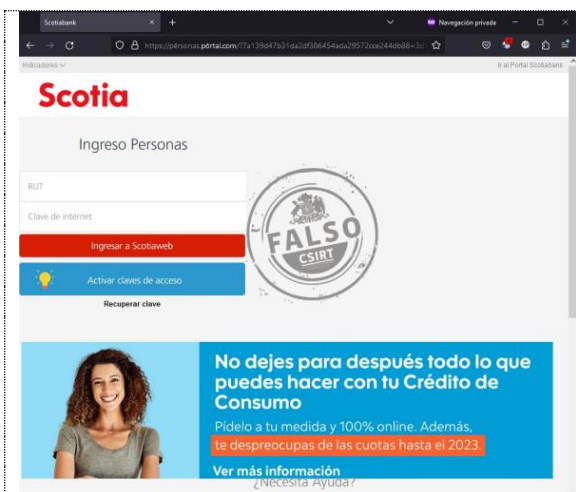 Scotiabank
Navegación privada
https://pèrsonas.pórtal.com/
Indicadores
Ir al Portal Scotiabank
Scotia
Ingreso Personas
RUT
Clave de internet
Ingresar a Scotiaweb
Activar claves de acceso
Recuperar clave
FALSO
CSIRT
No dejes para después todo lo que
puedes hacer con tu Crédito de
Consumo
Pídelo a tu medida y 100% online. Además,
te despreocupas de las cuotas hasta el 2023.
Ver más información
¿Necesita Ayuda?